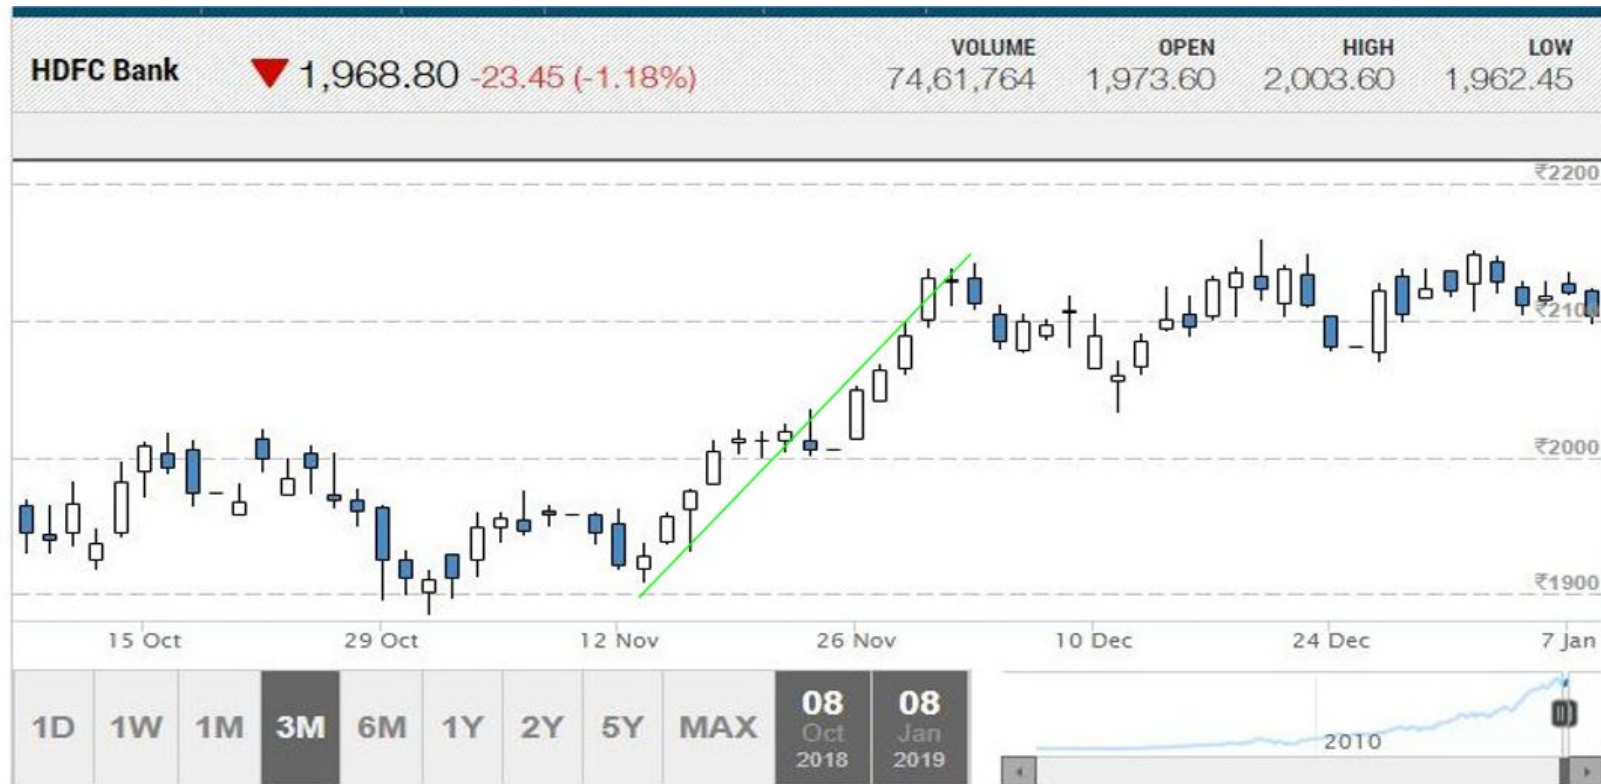 HDFC Bank ▼ 1,968.80 -23.45 (-1.18%)
VOLUME OPEN HIGH LOW
74,61,764 1,973.60 2,003.60 1,962.45
₹2200
₹2100
₹2000
₹1900
15 Oct 29 Oct 12 Nov 26 Nov 10 Dec 24 Dec 7 Jan
1D 1W 1M 3M 6M 1Y 2Y 5Y MAX
08 08
Oct Jan
2018 2019
2010